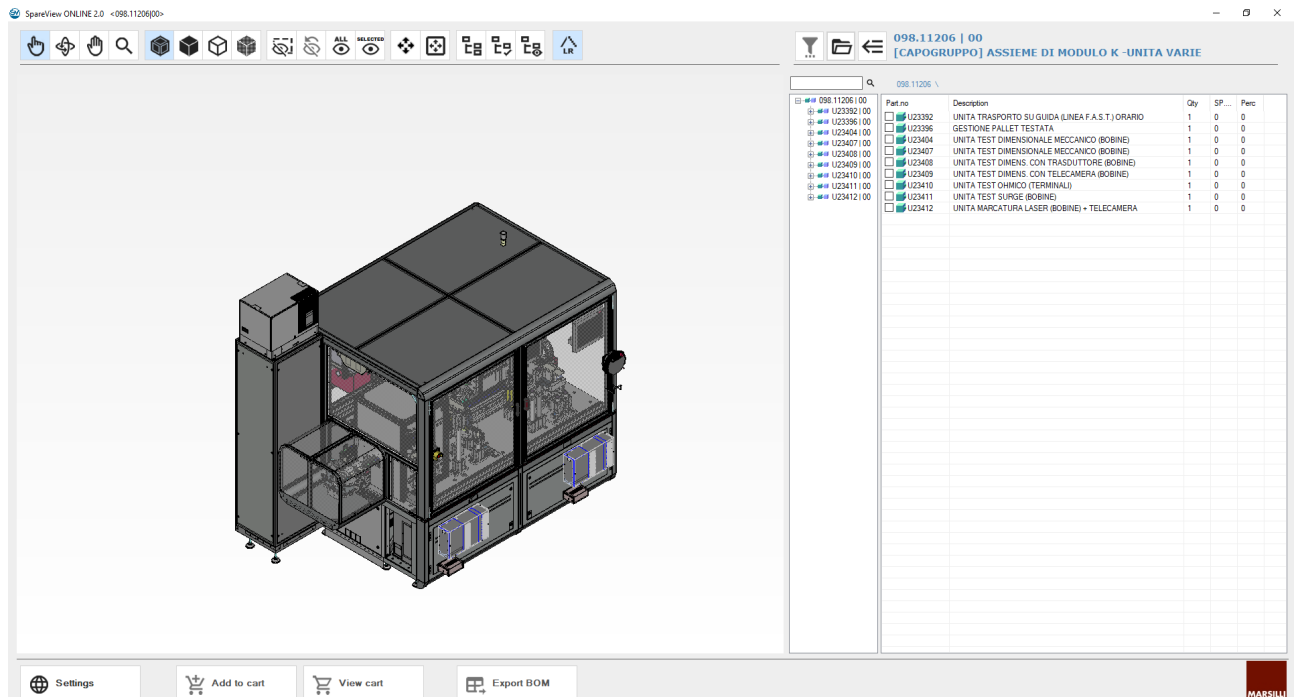 SpareView ONLINE 2.0 <098.11206|00>
ALL
SELECTED
LR
098.11206 | 00
[CAPOGRUPPO] ASSIEME DI MODULO K -UNITA VARIE
098.11206 \
098.11206 | 00
U23392 | 00
U23396 | 00
U23404 | 00
U23407 | 00
U23408 | 00
U23409 | 00
U23410 | 00
U23411 | 00
U23412 | 00
Part.no Description Qty SP.... Perc
U23392 UNITA TRASPORTO SU GUIDA (LINEA F.A.S.T.) ORARIO 1 0 0
U23396 GESTIONE PALLET TESTATA 1 0 0
U23404 UNITA TEST DIMENSIONALE MECCANICO (BOBINE) 1 0 0
U23407 UNITA TEST DIMENSIONALE MECCANICO (BOBINE) 1 0 0
U23408 UNITA TEST DIMENS. CON TRASDUTTORE (BOBINE) 1 0 0
U23409 UNITA TEST DIMENS. CON TELECAMERA (BOBINE) 1 0 0
U23410 UNITA TEST OHMICO (TERMINALI) 1 0 0
U23411 UNITA TEST SURGE (BOBINE) 1 0 0
U23412 UNITA MARCATURA LASER (BOBINE) + TELECAMERA 1 0 0
Settings
Add to cart
View cart
Export BOM
MARSILLI